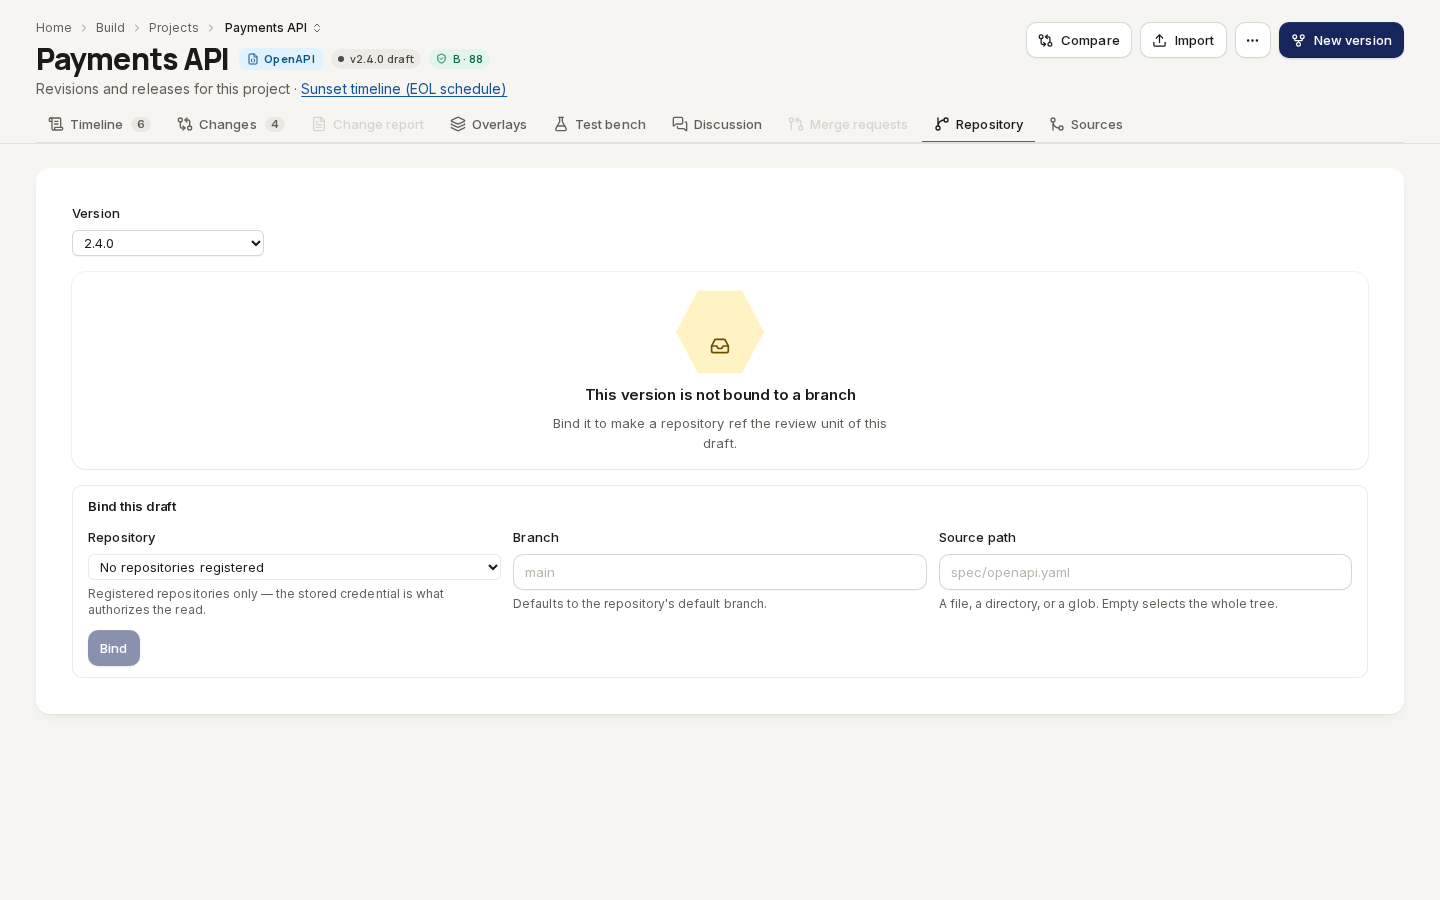 Home
Build
Projects
Payments API
Payments API
OpenAPI
v2.4.0 draft
B · 88
Revisions and releases for this project · Sunset timeline (EOL schedule)
Compare
Import
New version
Timeline 6
Changes 4
Change report
Overlays
Test bench
Discussion
Merge requests
Repository
Sources
Version
2.4.0
This version is not bound to a branch
Bind it to make a repository ref the review unit of this
draft.
Bind this draft
Repository
No repositories registered
Registered repositories only — the stored credential is what
authorizes the read.
Branch
main
Defaults to the repository's default branch.
Source path
spec/openapi.yaml
A file, a directory, or a glob. Empty selects the whole tree.
Bind